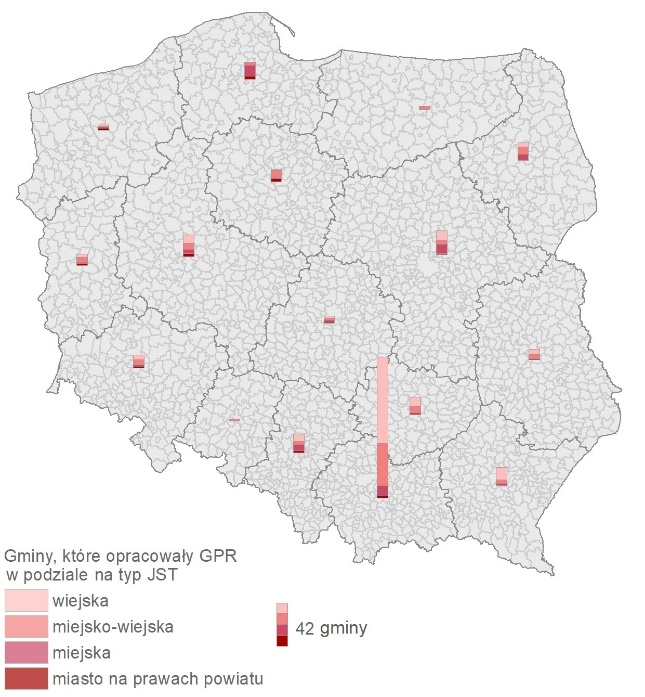 Gminy, które opracowały GPR
w podziale na typ JST
wiejska
miejsko-wiejska
miejska
miasto na prawach powiatu
42 gminy